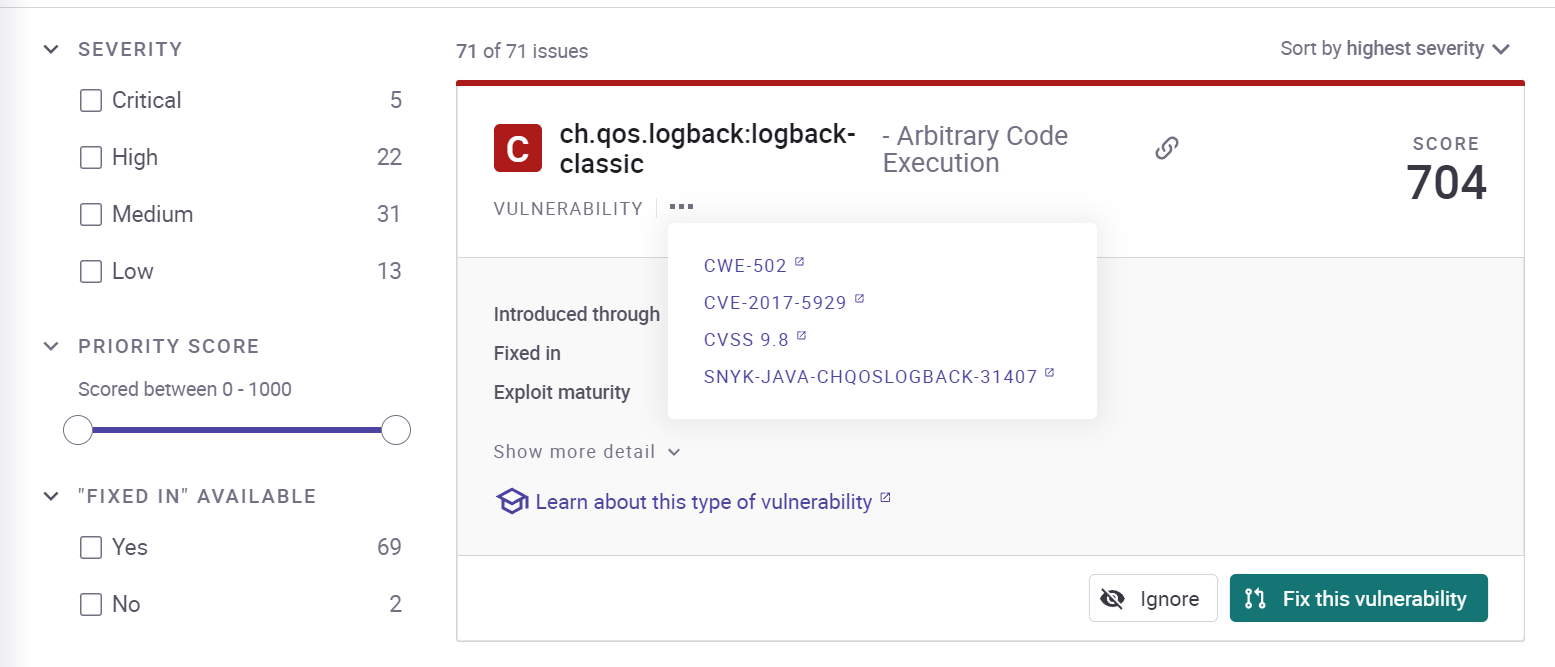 SEVERITY
Critical 5
High 22
Medium 31
Low 13
PRIORITY SCORE
Scored between 0 - 1000
"FIXED IN" AVAILABLE
Yes 69
No 2
71 of 71 issues
Sort by highest severity
C
ch.qos.logback:logback-
classic
- Arbitrary Code
Execution
SCORE
704
VULNERABILITY
CWE-502
CVE-2017-5929
CVSS 9.8
SNYK-JAVA-CHQOSLOGBACK-31407
Introduced through
Fixed in
Exploit maturity
Show more detail
Learn about this type of vulnerability
Ignore
Fix this vulnerability